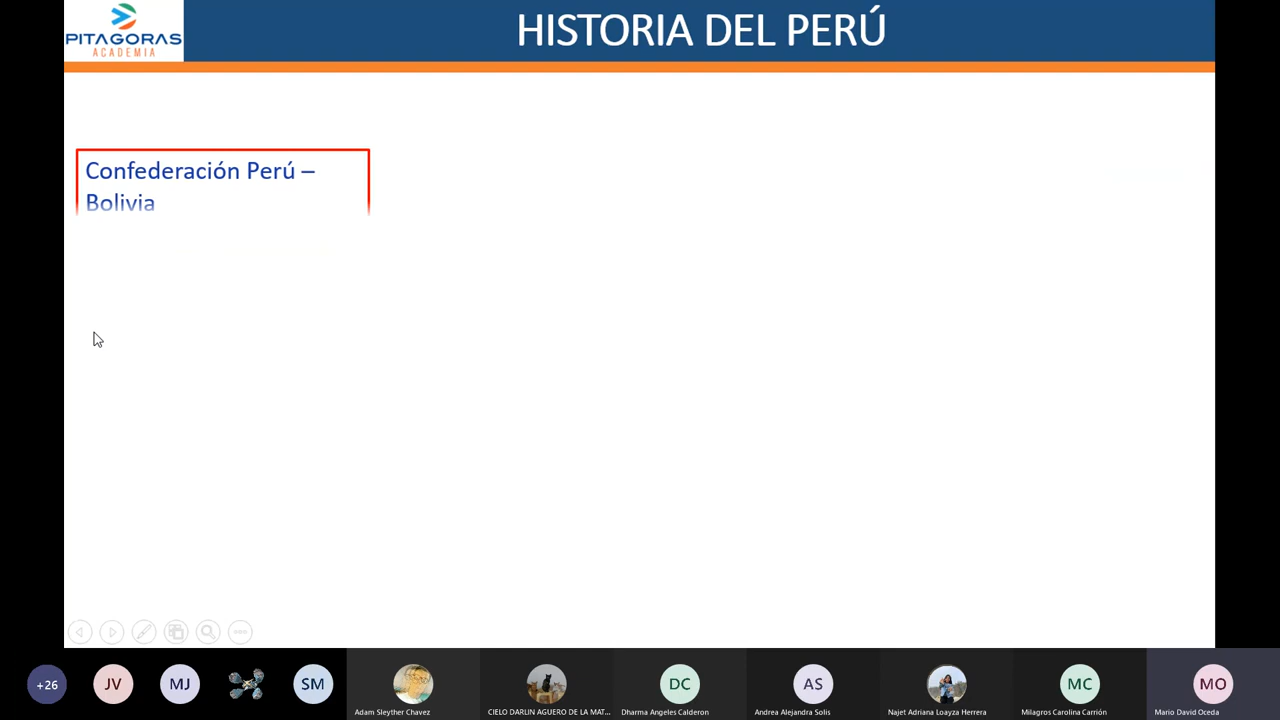 PITAGORAS
ACADEMIA
HISTORIA DEL PERÚ
Confederación Perú –
Bolivia
+26
JV
MJ
SM
DC
AS
MC
MO
Adam Sleyther Chavez
CIELO DARLIN AGUERO DE LA MAT...
Dharma Angeles Calderon
Andrea Alejandra Solis
Najet Adriana Loayza Herrera
Milagros Carolina Carrión
Mario David Oceda